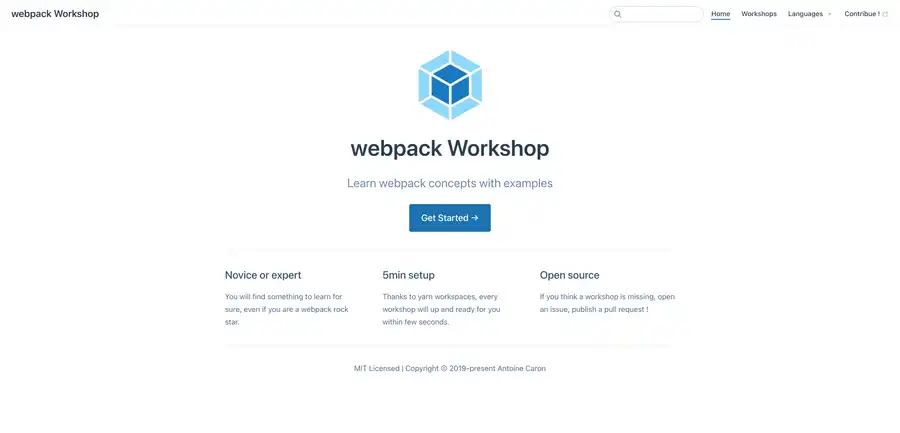 webpack Workshop
Home Workshops Languages Contribue !
webpack Workshop
Learn webpack concepts with examples
Get Started →
Novice or expert
You will find something to learn for
sure, even if you are a webpack rock
star.
5min setup
Thanks to yarn workspaces, every
workshop will up and ready for you
within few seconds.
Open source
If you think a workshop is missing, open
an issue, publish a pull request !
MIT Licensed | Copyright © 2019-present Antoine Caron